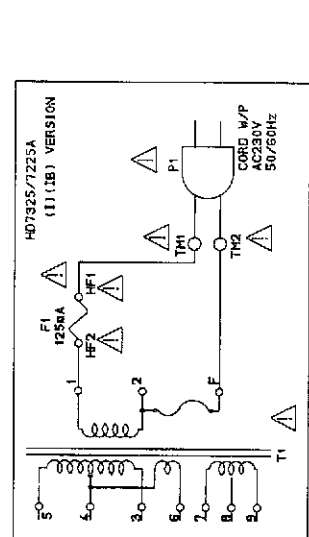 HD7325/7225A
(I)(IB) VERSION
F1
125mA
HF2
HF1
TM1
TM2
P1
CORD W/P
AC230V
50/60Hz
1
2
F
T1
5
4
3
6
7
8
9